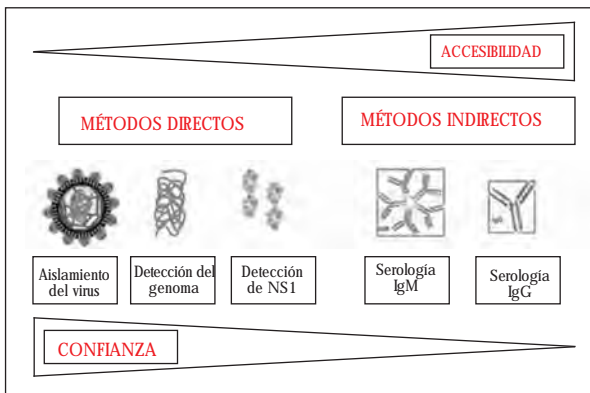 ACCESIBILIDAD
MÉTODOS DIRECTOS
MÉTODOS INDIRECTOS
Aislamiento
del virus
Detección del
genoma
Detección
de NS1
Serología
IgM
Serología
IgG
CONFIANZA